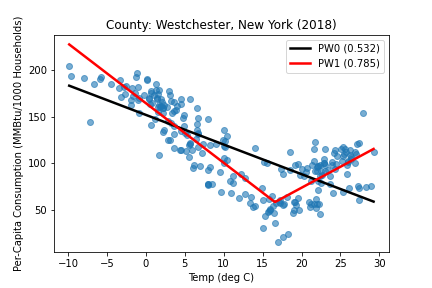 County: Westchester, New York (2018)
Per-Capita Consumption (MMBtu/1000 Households)
200
150
100
50
PW0 (0.532)
PW1 (0.785)
−10 −5 0 5 10 15 20 25 30
Temp (deg C)